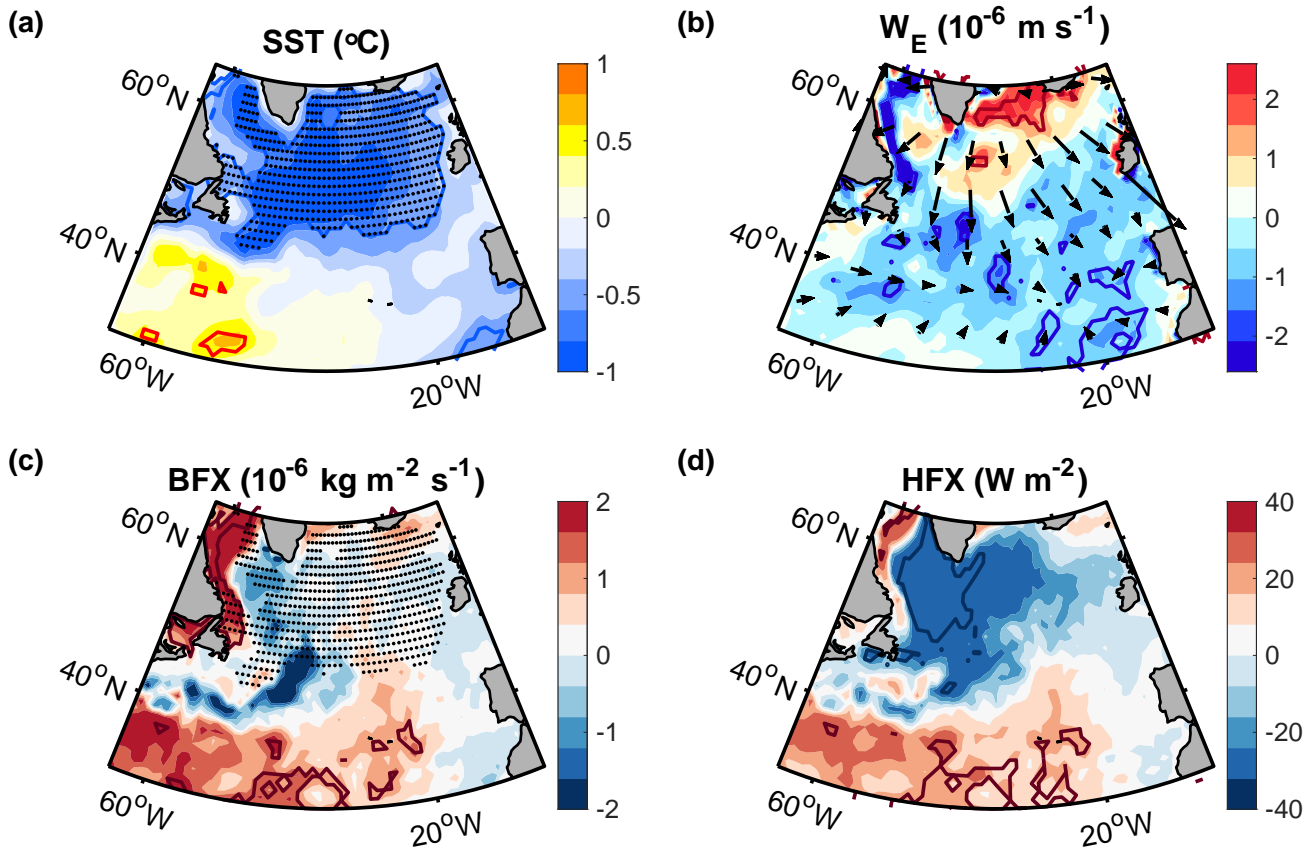 (a)
SST (°C)
60°N
40°N
60°W
20°W
1
0.5
0
-0.5
-1
(b)
W_E (10⁻⁶ m s⁻¹)
60°N
40°N
60°W
20°W
2
1
0
-1
-2
(c)
BFX (10⁻⁶ kg m⁻² s⁻¹)
60°N
40°N
60°W
20°W
2
1
0
-1
-2
(d)
HFX (W m⁻²)
60°N
40°N
60°W
20°W
40
20
0
-20
-40